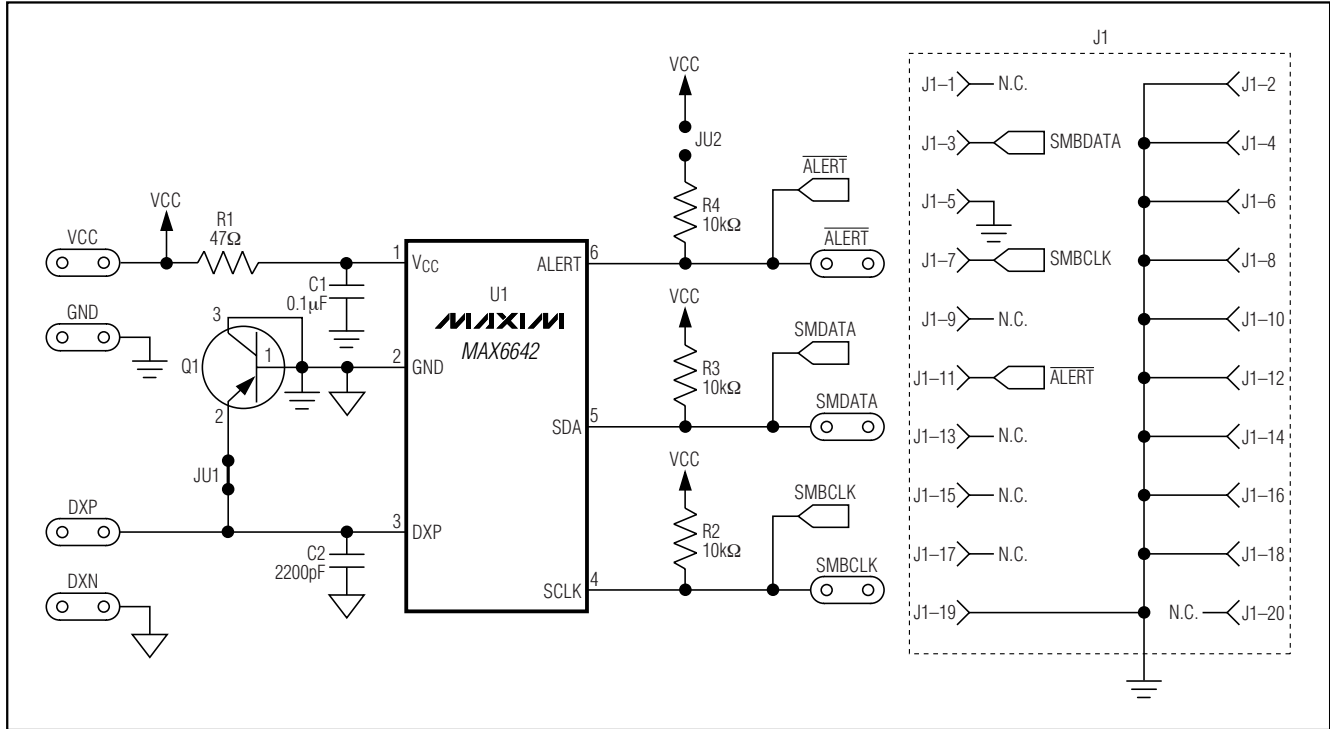 VCC
VCC
R1
47Ω
GND
C1
0.1µF
3
1
Q1
2
JU1
DXP
DXN
C2
2200pF
1
VCC
2
GND
3
DXP
U1
MAXIM
MAX6642
ALERT
6
SDA
5
SCLK
4
VCC
JU2
R4
10kΩ
ALERT
ALERT
VCC
R3
10kΩ
SMDATA
SMDATA
VCC
R2
10kΩ
SMBCLK
SMBCLK
J1
J1–1 N.C. J1–2
J1–3 SMBDATA J1–4
J1–5 J1–6
J1–7 SMBCLK J1–8
J1–9 N.C. J1–10
J1–11 ALERT J1–12
J1–13 N.C. J1–14
J1–15 N.C. J1–16
J1–17 N.C. J1–18
J1–19 N.C. J1–20